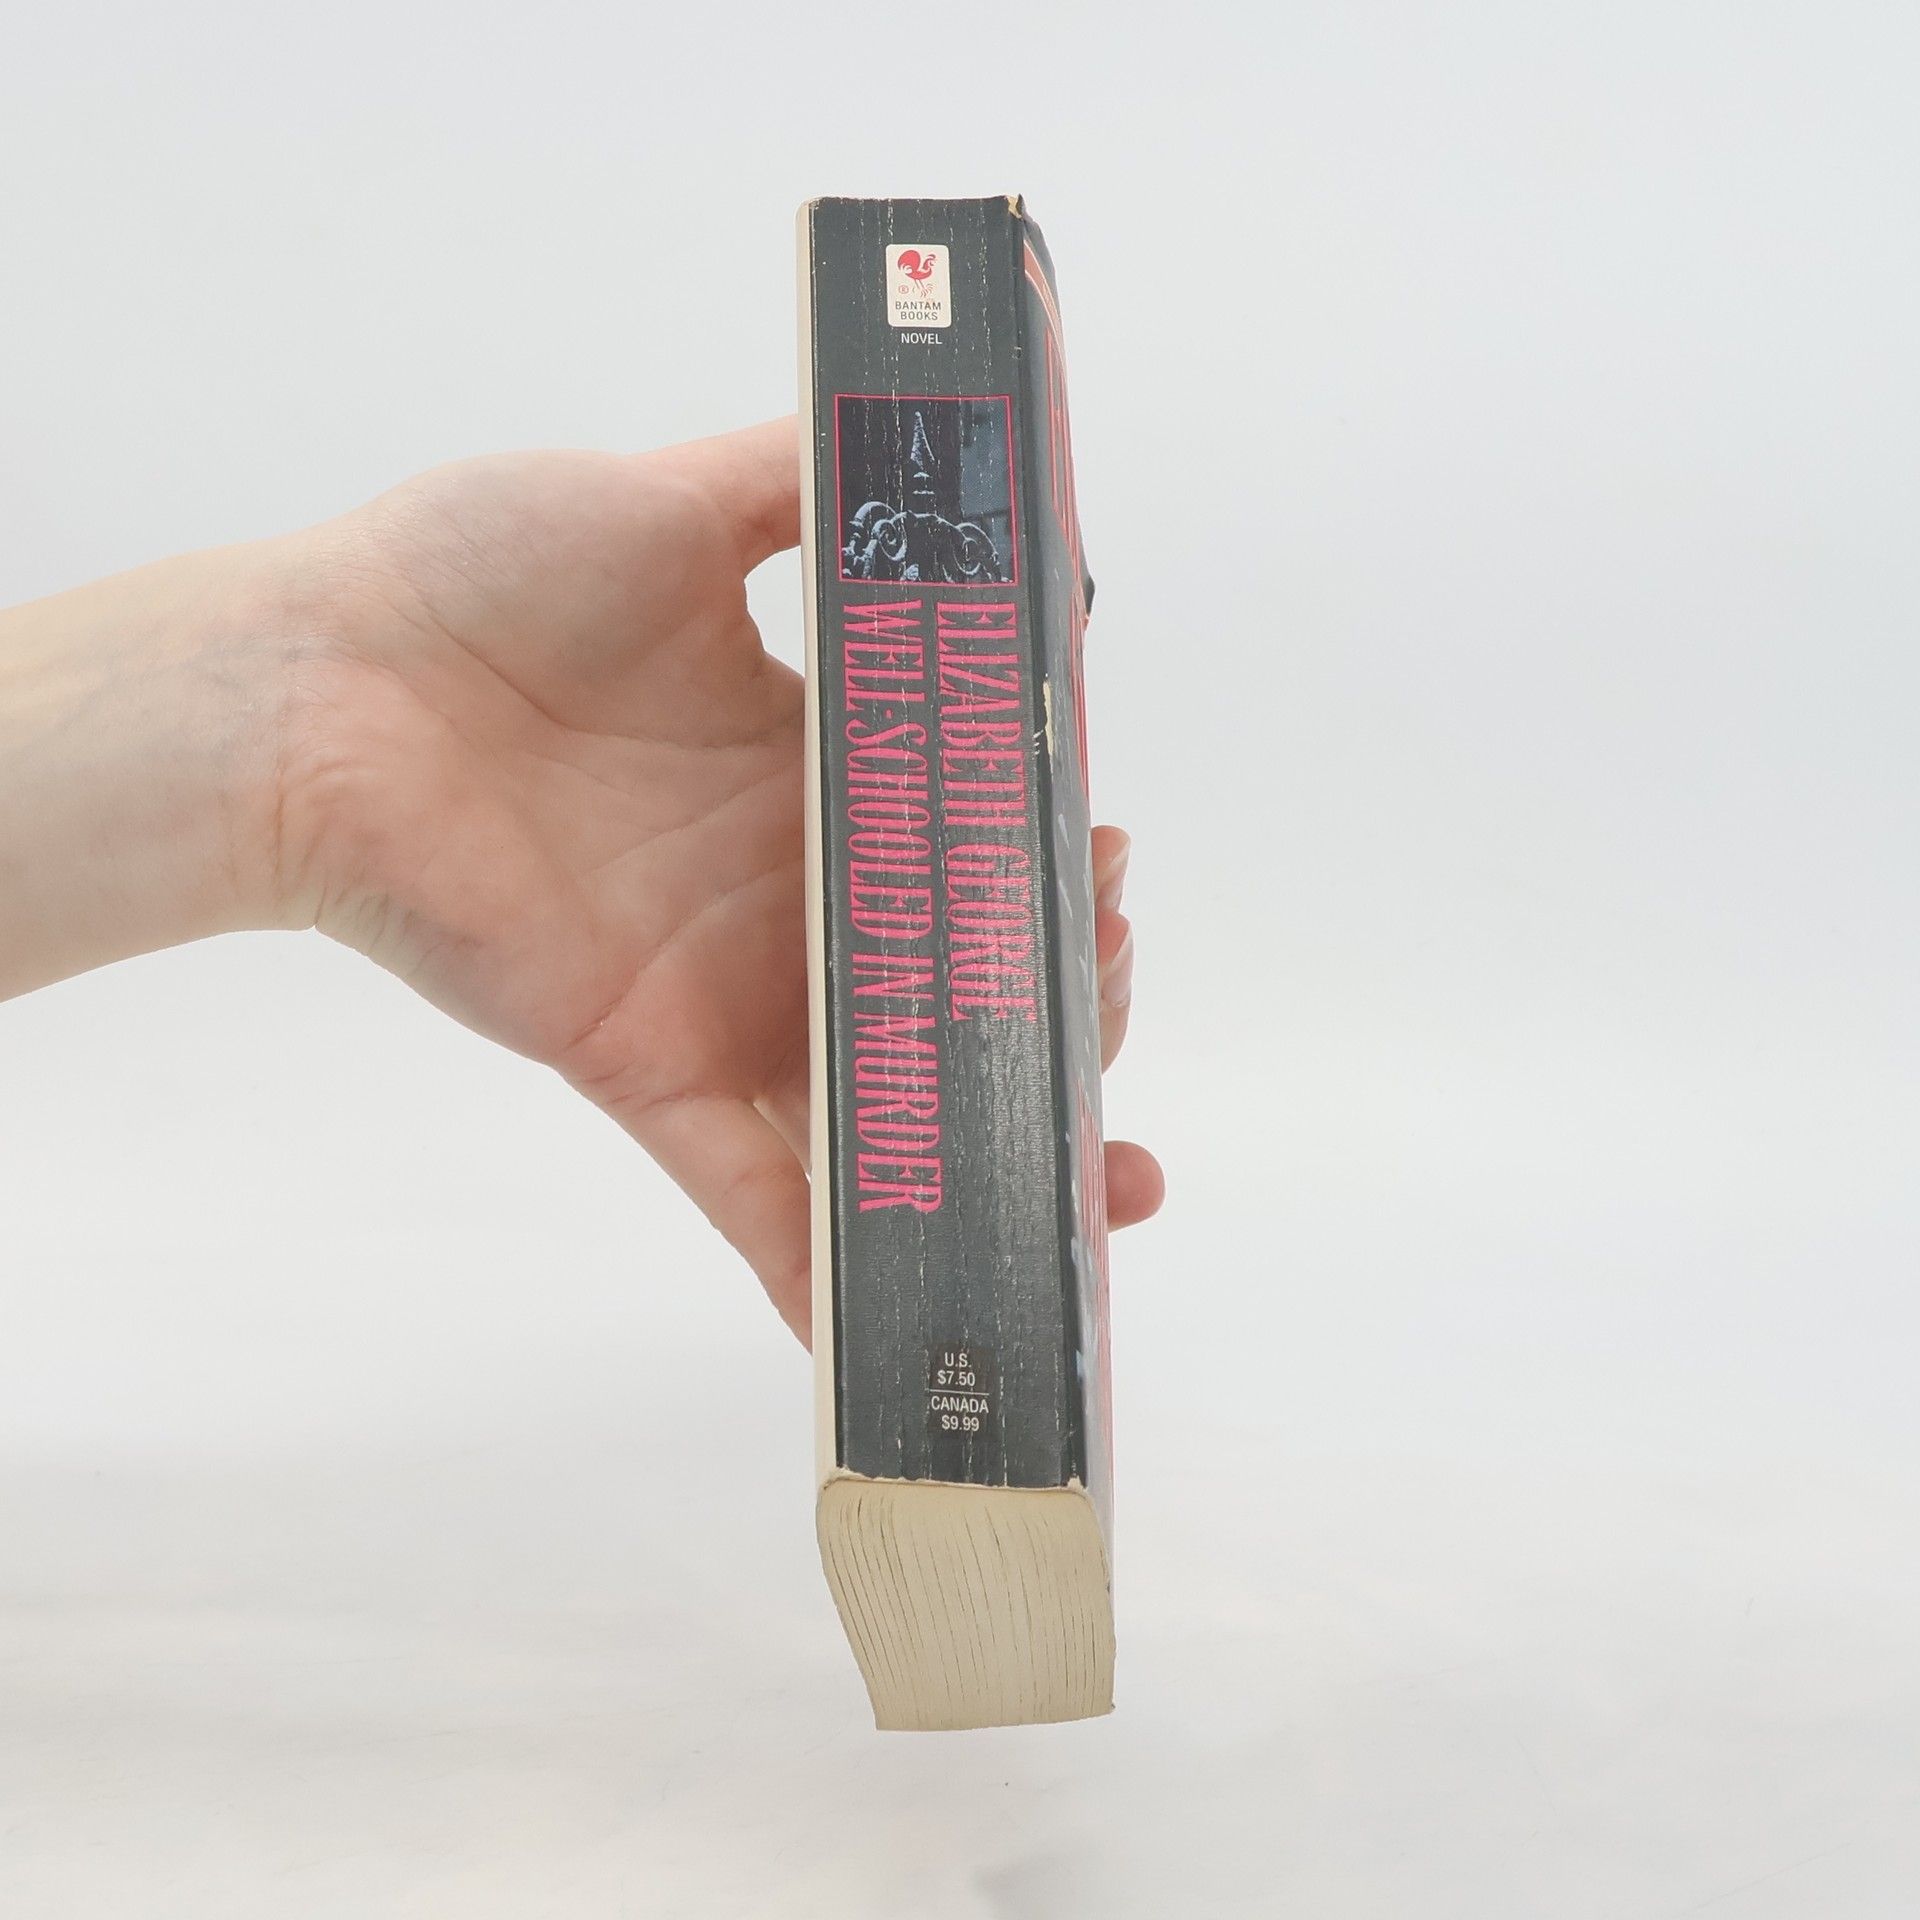 ®
BANTAM
BOOKS
NOVEL
ELIZABETH GEORGE
WELL-SCHOOLED IN MURDER
U.S.
$7.50
CANADA
$9.99